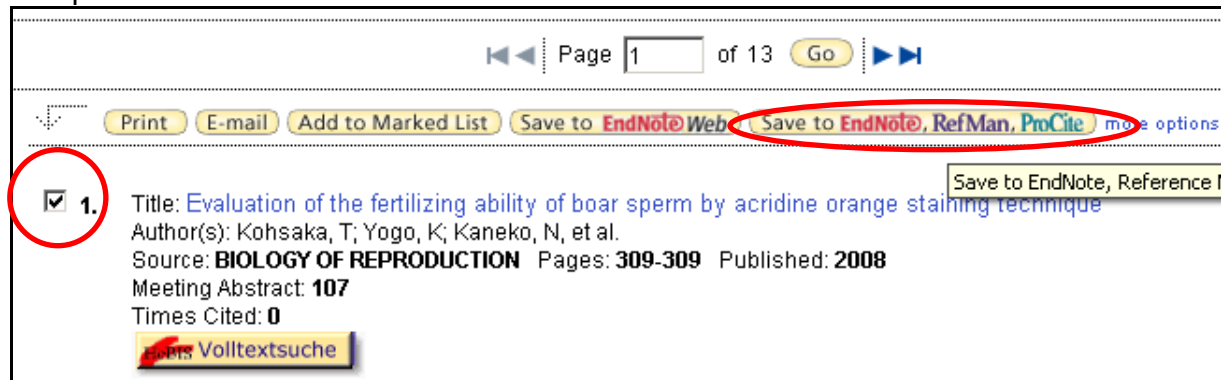 Page 1 of 13 Go
Print E-mail Add to Marked List Save to EndNote Web Save to EndNote, RefMan, ProCite more options
Save to EndNote, Reference
1. Title: Evaluation of the fertilizing ability of boar sperm by acridine orange staining technique
Author(s): Kohsaka, T; Yogo, K; Kaneko, N, et al.
Source: BIOLOGY OF REPRODUCTION Pages: 309-309 Published: 2008
Meeting Abstract: 107
Times Cited: 0
Volltextsuche